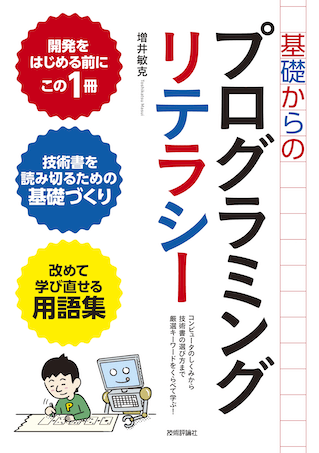 基礎からの
プログラミング
リテラシー
増井敏克
Toshikatsu Masui
開発を
はじめる前に
この1冊
技術書を
読み切るための
基礎づくり
改めて
学び直せる
用語集
コンピュータのしくみから
技術書の選び方まで
厳選キーワードをくらべて学ぶ!
技術評論社